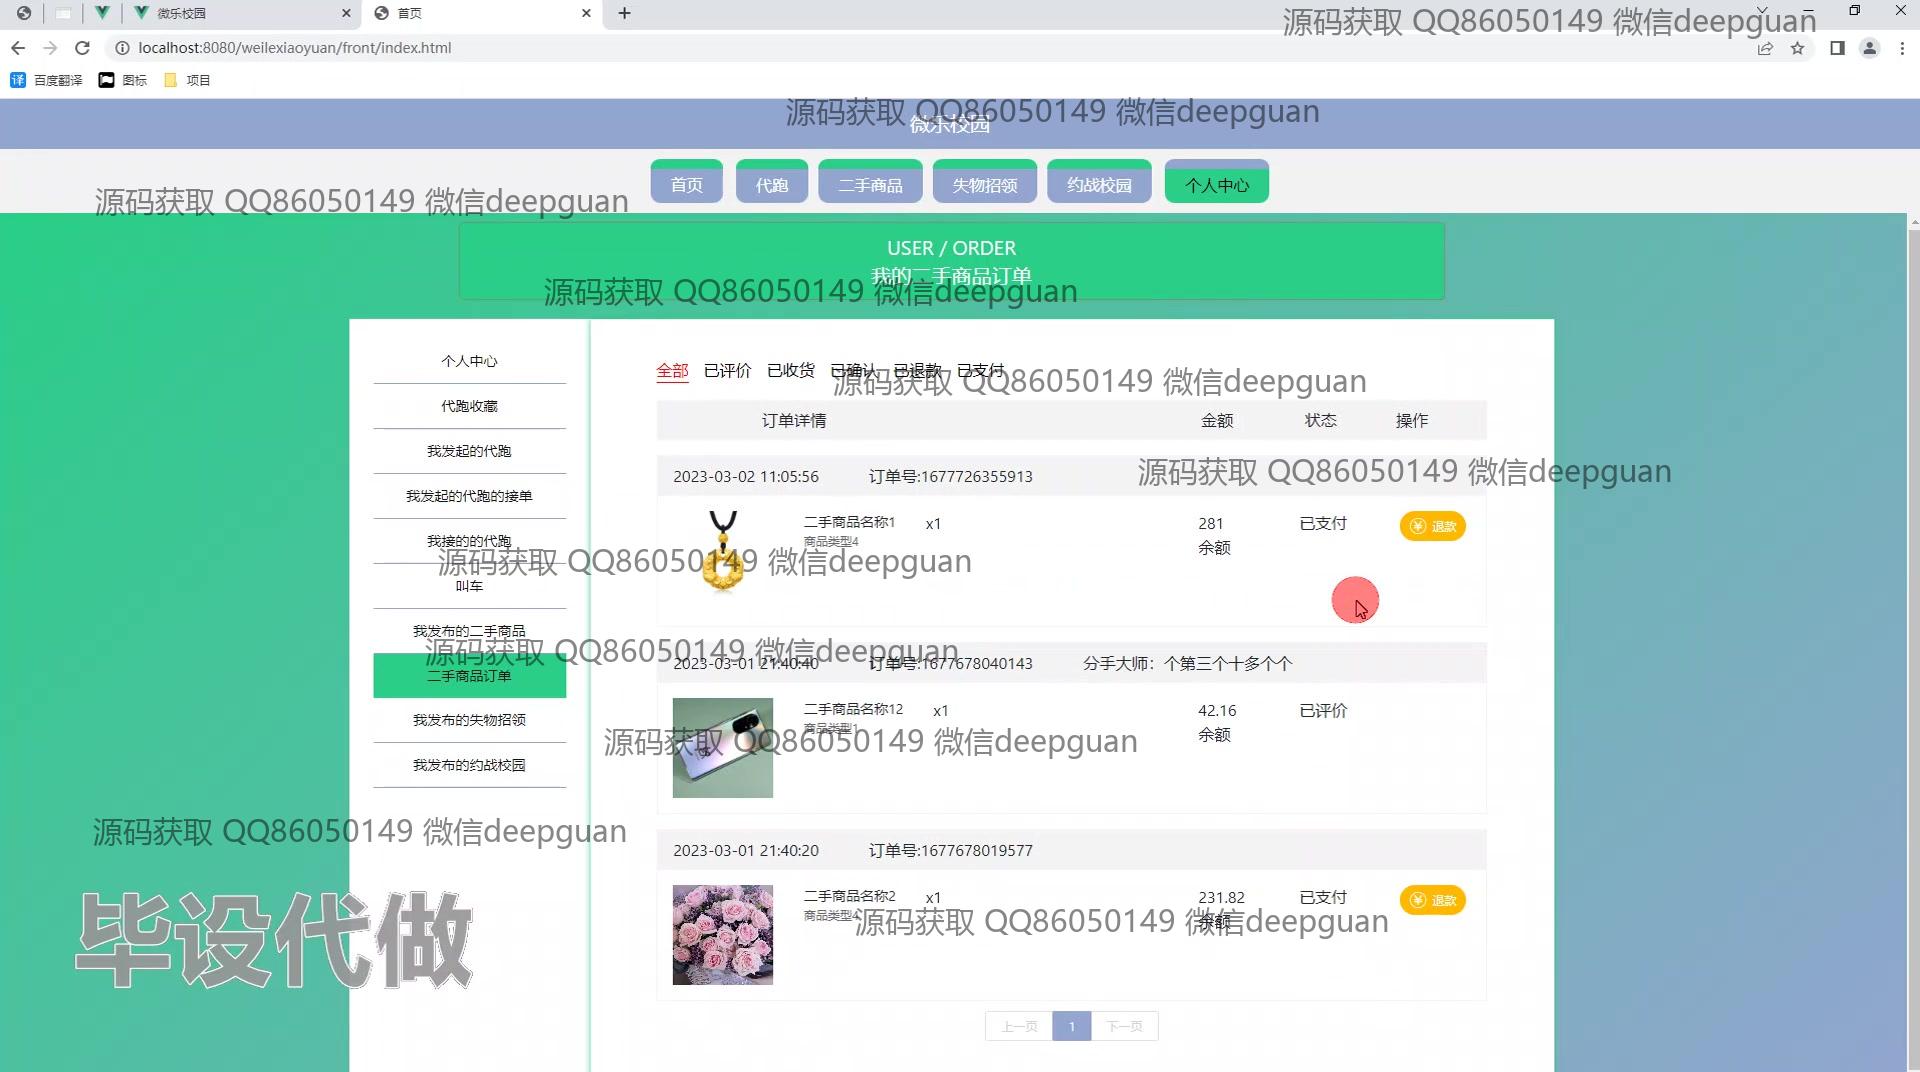 微乐校园
首页
源码获取 QQ86050149 微信deepguan
localhost:8080/weilexiaoyuan/front/index.html
百度翻译 图标 项目
源码获取 QQ86050149 微信deepguan
微乐校园
首页 代跑 二手商品 失物招领 约战校园 个人中心
源码获取 QQ86050149 微信deepguan
USER / ORDER
我的二手商品订单
源码获取 QQ86050149 微信deepguan
个人中心
代跑收藏
我发起的代跑
我发起的代跑的接单
我接的的代跑
叫车
我发布的二手商品
二手商品订单
我发布的失物招领
我发布的约战校园
全部 已评价 已收货 已确认 已退款 已支付
源码获取 QQ86050149 微信deepguan
订单详情 金额 状态 操作
2023-03-02 11:05:56 订单号:1677726355913
源码获取 QQ86050149 微信deepguan
二手商品名称1 x1 281 已支付 退款
商品类型4 余额
源码获取 QQ86050149 微信deepguan
源码获取 QQ86050149 微信deepguan
2023-03-01 21:40:40 订单号:1677678040143 分手大师：个第三个十多个个
二手商品名称12 x1 42.16 已评价
商品类型1 余额
源码获取 QQ86050149 微信deepguan
源码获取 QQ86050149 微信deepguan
2023-03-01 21:40:20 订单号:1677678019577
二手商品名称2 x1 231.82 已支付 退款
商品类型 余额
源码获取 QQ86050149 微信deepguan
毕设代做
上一页 1 下一页